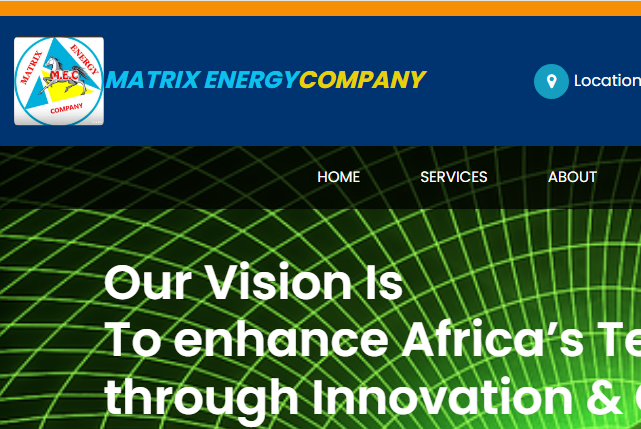 MATRIX ENERGY
M.E.C
COMPANY
MATRIX ENERGYCOMPANY
Location
HOME SERVICES ABOUT
Our Vision Is
To enhance Africa’s Te
through Innovation &